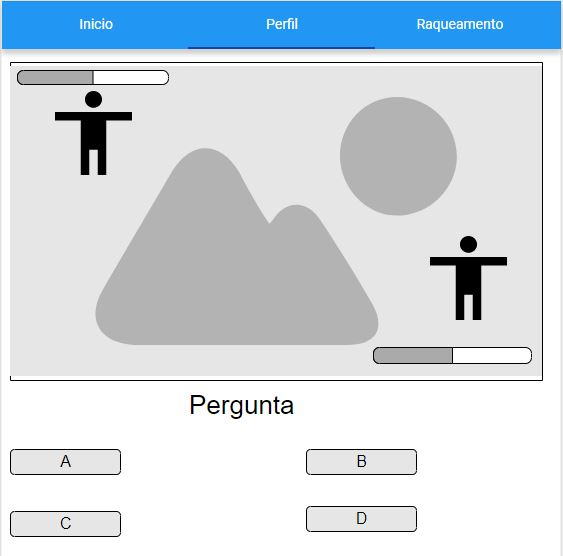 Inicio Perfil Raqueamento
Pergunta
A B
C D